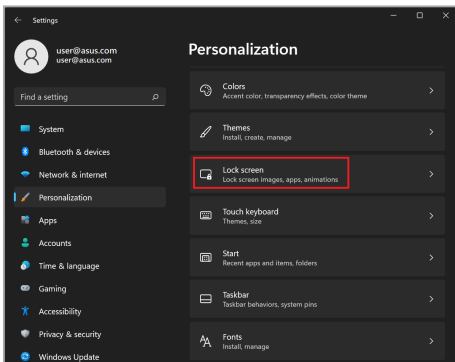 Settings
user@asus.com
user@asus.com
Find a setting
System
Bluetooth & devices
Network & internet
Personalization
Apps
Accounts
Time & language
Gaming
Accessibility
Privacy & security
Windows Update
Personalization
Colors
Accent color, transparency effects, color theme
Themes
Install, create, manage
Lock screen
Lock screen images, apps, animations
Touch keyboard
Themes, size
Start
Recent apps and items, folders
Taskbar
Taskbar behaviors, system pins
Fonts
Install, manage